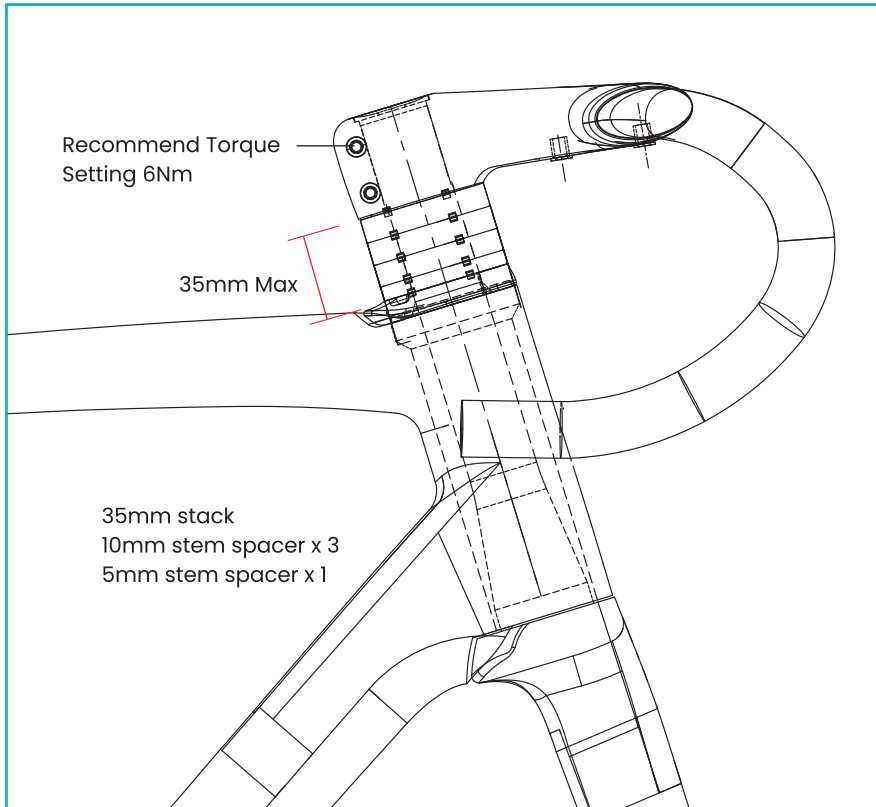 Recommend Torque
Setting 6Nm
35mm Max
35mm stack
10mm stem spacer x 3
5mm stem spacer x 1